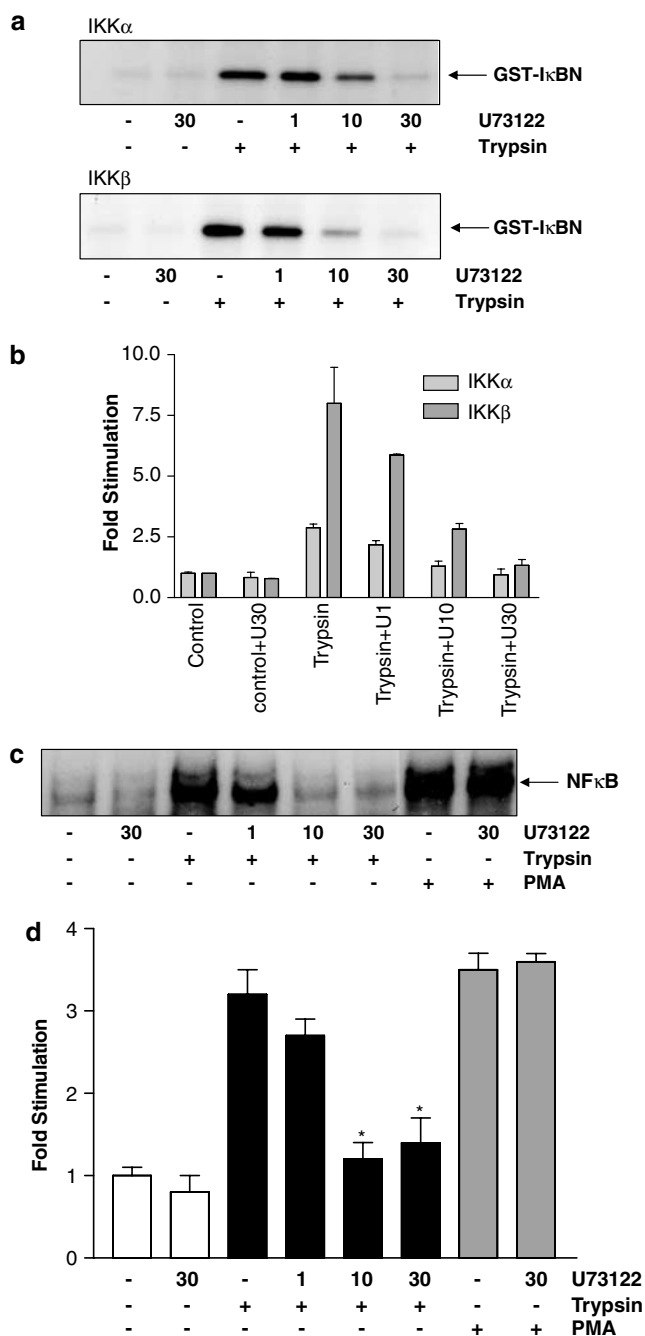 a
IKKα
GST-IκBN
- 30 - 1 10 30 U73122
- - + + + + Trypsin
IKKβ
GST-IκBN
- 30 - 1 10 30 U73122
- - + + + + Trypsin
b
Fold Stimulation
10.0
7.5
5.0
2.5
0.0
IKKα
IKKβ
Control
control+U30
Trypsin
Trypsin+U1
Trypsin+U10
Trypsin+U30
c
NFκB
- 30 - 1 10 30 - 30 U73122
- - + + + + - - Trypsin
- - - - - - + + PMA
d
Fold Stimulation
4
3
2
1
0
* *
- 30 - 1 10 30 - 30 U73122
- - + + + + - - Trypsin
- - - - - - + + PMA